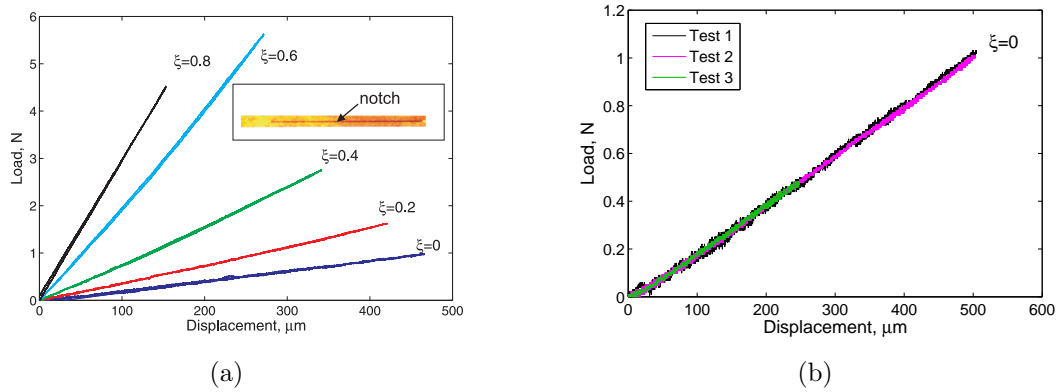 6
5
4
3
2
1
0
0 100 200 300 400 500
Load, N
Displacement, μm
ξ=0.8
ξ=0.6
notch
ξ=0.4
ξ=0.2
ξ=0
(a)
1.2
1
0.8
0.6
0.4
0.2
0
0 100 200 300 400 500 600
Load, N
Displacement, μm
Test 1
Test 2
Test 3
ξ=0
(b)